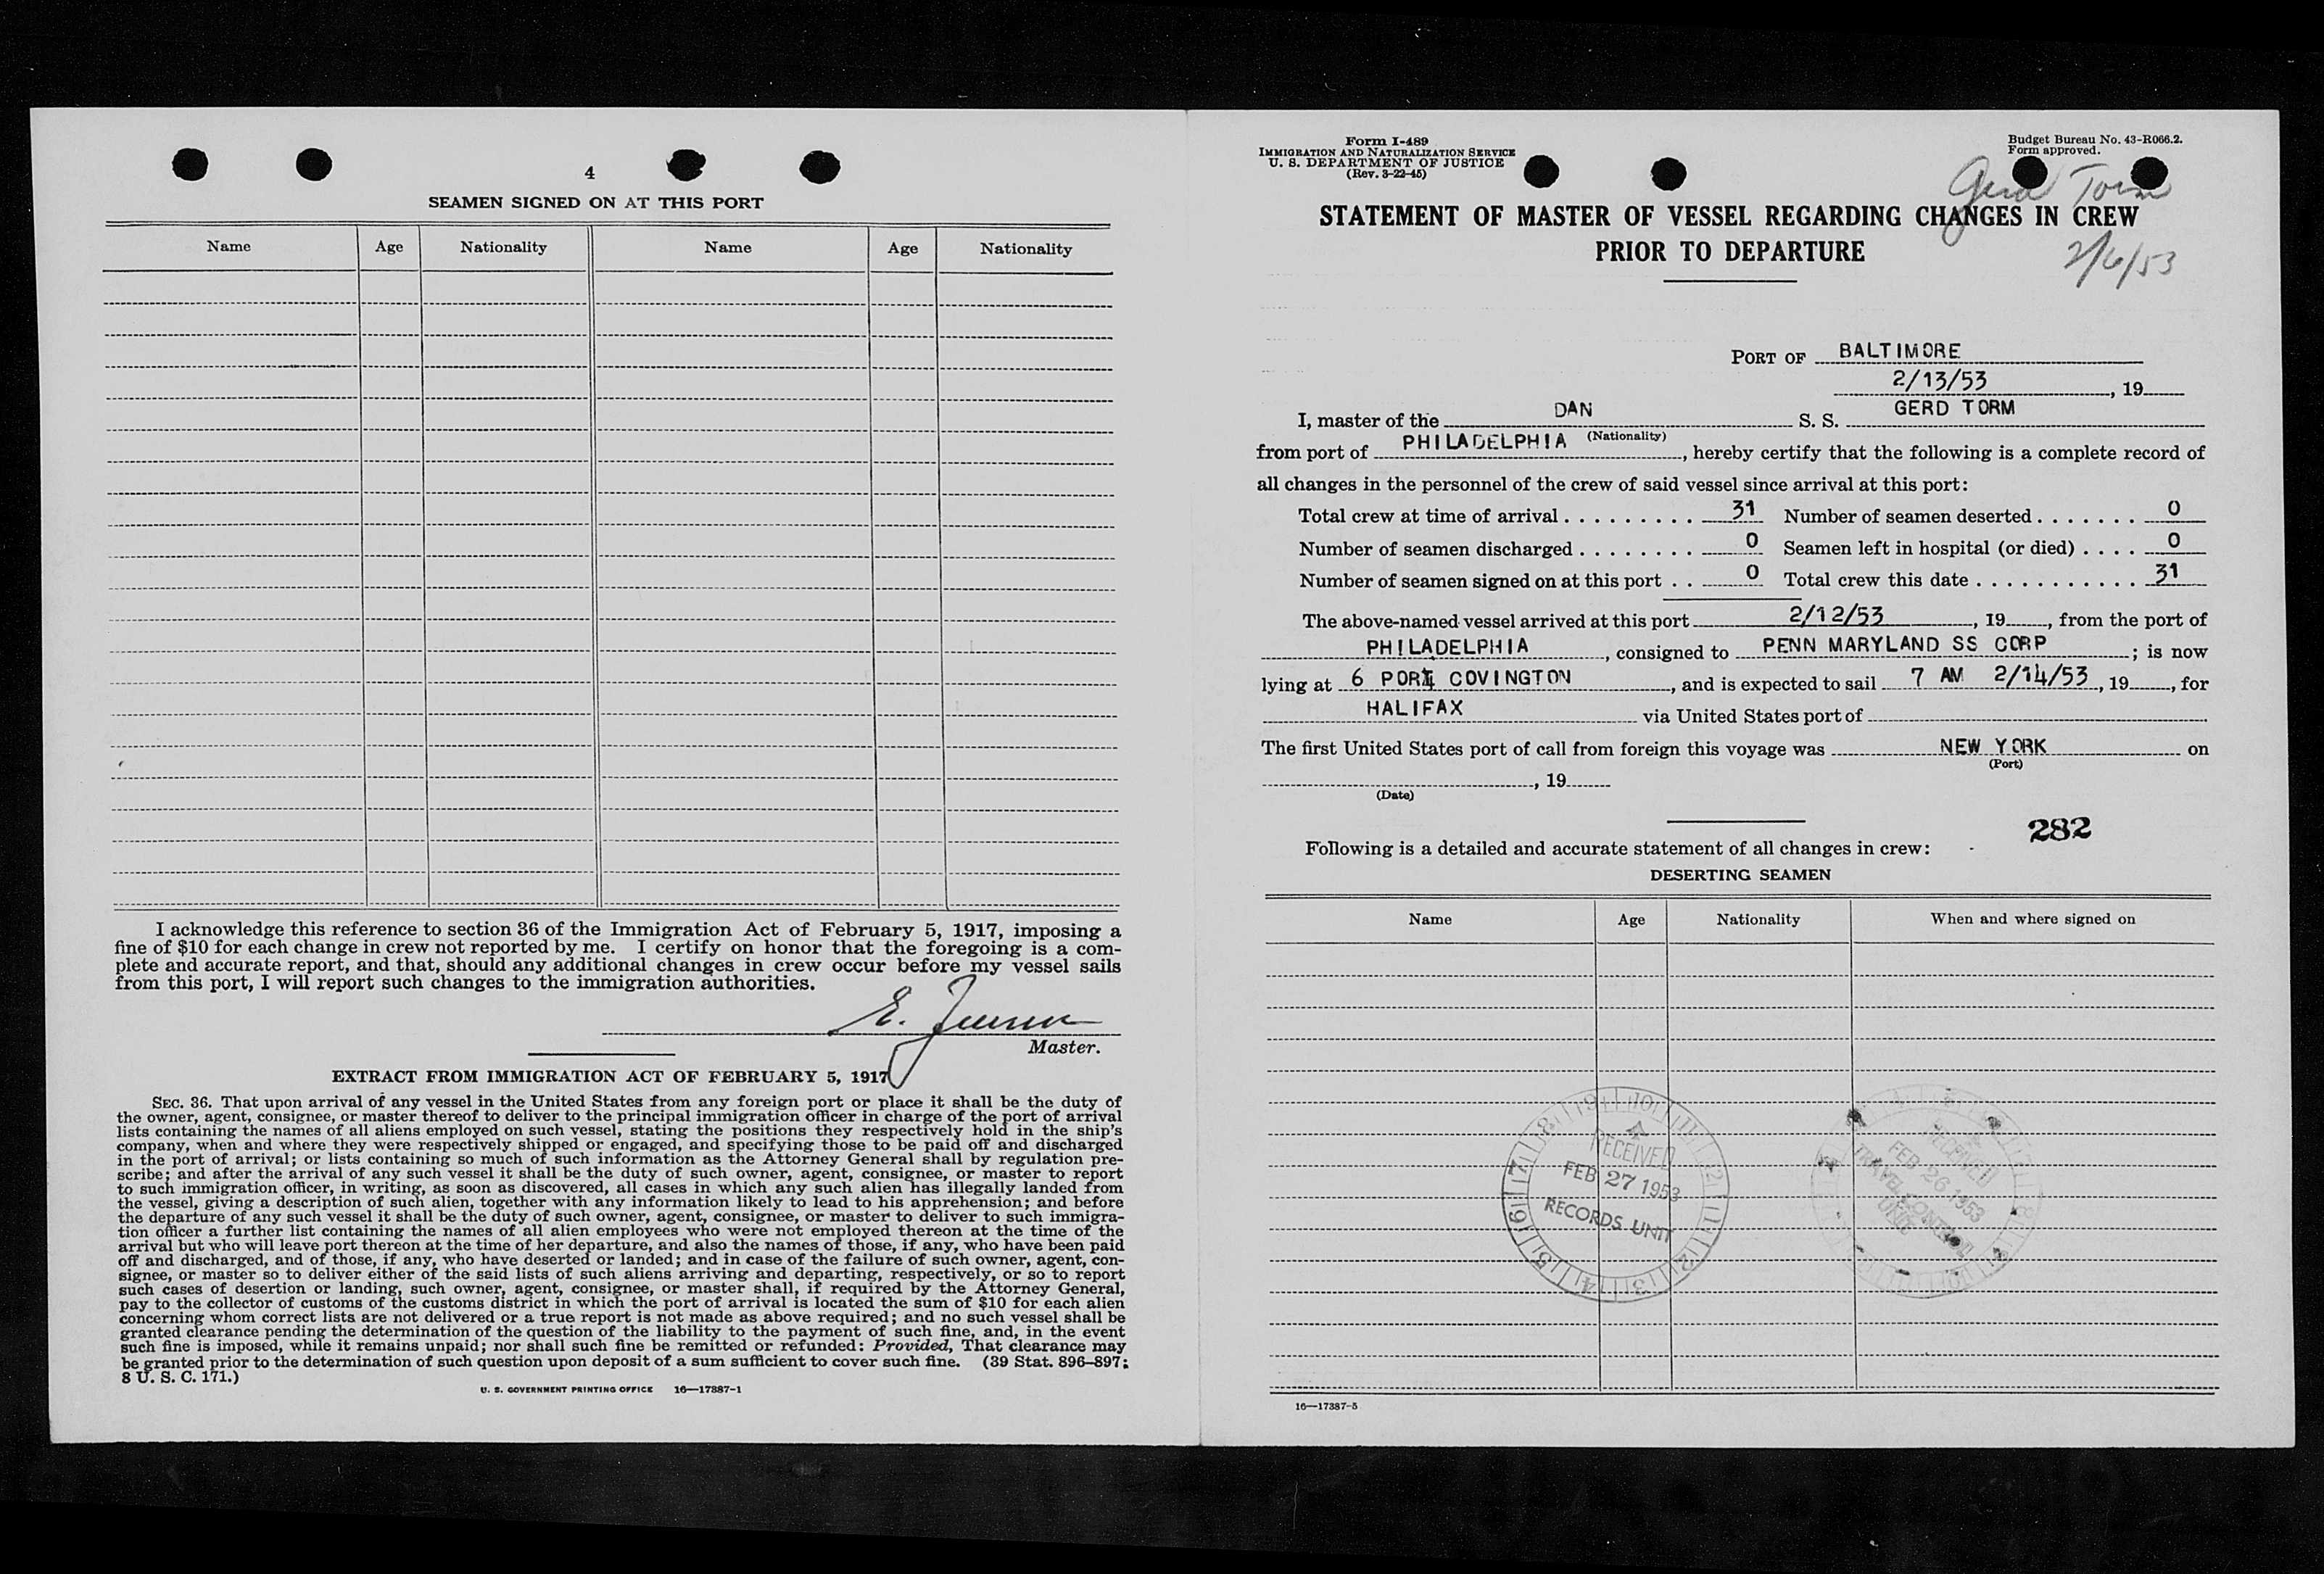 4
SEAMEN SIGNED ON AT THIS PORT
Name Age Nationality Name Age Nationality
I acknowledge this reference to section 36 of the Immigration Act of February 5, 1917, imposing a
fine of $10 for each change in crew not reported by me. I certify on honor that the foregoing is a com-
plete and accurate report, and that, should any additional changes in crew occur before my vessel sails
from this port, I will report such changes to the immigration authorities.
E. Jensen
Master.
EXTRACT FROM IMMIGRATION ACT OF FEBRUARY 5, 1917
SEC. 36. That upon arrival of any vessel in the United States from any foreign port or place it shall be the duty of
the owner, agent, consignee, or master thereof to deliver to the principal immigration officer in charge of the port of arrival
lists containing the names of all aliens employed on such vessel, stating the positions they respectively hold in the ship's
company, when and where they were respectively shipped or engaged, and specifying those to be paid off and discharged
in the port of arrival; or lists containing so much of such information as the Attorney General shall by regulation pre-
scribe; and after the arrival of any such vessel it shall be the duty of such owner, agent, consignee, or master to report
to such immigration officer, in writing, as soon as discovered, all cases in which any such alien has illegally landed from
the vessel, giving a description of such alien, together with any information likely to lead to his apprehension; and before
the departure of any such vessel it shall be the duty of such owner, agent, consignee, or master to deliver to such immigra-
tion officer a further list containing the names of all alien employees who were not employed thereon at the time of the
arrival but who will leave port thereon at the time of her departure, and also the names of those, if any, who have been paid
off and discharged, and of those, if any, who have deserted or landed; and in case of the failure of such owner, agent, con-
signee, or master so to deliver either of the said lists of such aliens arriving and departing, respectively, or so to report
such cases of desertion or landing, such owner, agent, consignee, or master shall, if required by the Attorney General,
pay to the collector of customs of the customs district in which the port of arrival is located the sum of $10 for each alien
concerning whom correct lists are not delivered or a true report is not made as above required; and no such vessel shall be
granted clearance pending the determination of the question of the liability to the payment of such fine, and, in the event
such fine is imposed, while it remains unpaid; nor shall such fine be remitted or refunded: Provided, That clearance may
be granted prior to the determination of such question upon deposit of a sum sufficient to cover such fine. (39 Stat. 896–897;
8 U. S. C. 171.)
U. S. GOVERNMENT PRINTING OFFICE 16—17387-1
Form I-489
IMMIGRATION AND NATURALIZATION SERVICE
U. S. DEPARTMENT OF JUSTICE
(Rev. 3-22-45)
Budget Bureau No. 43-R066.2.
Form approved.
Gerd Torm
STATEMENT OF MASTER OF VESSEL REGARDING CHANGES IN CREW
PRIOR TO DEPARTURE
2/6/53
PORT OF BALTIMORE
2/13/53, 19
I, master of the DAN S. S. GERD TORM
(Nationality)
from port of PHILADELPHIA, hereby certify that the following is a complete record of
all changes in the personnel of the crew of said vessel since arrival at this port:
Total crew at time of arrival . . . . . . . . . 31 Number of seamen deserted . . . . . . . 0
Number of seamen discharged . . . . . . . . 0 Seamen left in hospital (or died) . . . . 0
Number of seamen signed on at this port . . 0 Total crew this date . . . . . . . . . . . . 31
The above-named vessel arrived at this port 2/12/53, 19, from the port of
PHILADELPHIA, consigned to PENN MARYLAND SS CORP; is now
lying at 6 PORT COVINGTON, and is expected to sail 7 AM 2/14/53, 19, for
HALIFAX via United States port of
The first United States port of call from foreign this voyage was NEW YORK on
(Port)
, 19
(Date)
282
Following is a detailed and accurate statement of all changes in crew:
DESERTING SEAMEN
Name Age Nationality When and where signed on
RECEIVED
FEB 27 1953
RECORDS UNIT
RECEIVED
FEB 26 1953
TRAVEL CONTROL
UNIT
16—17387-5